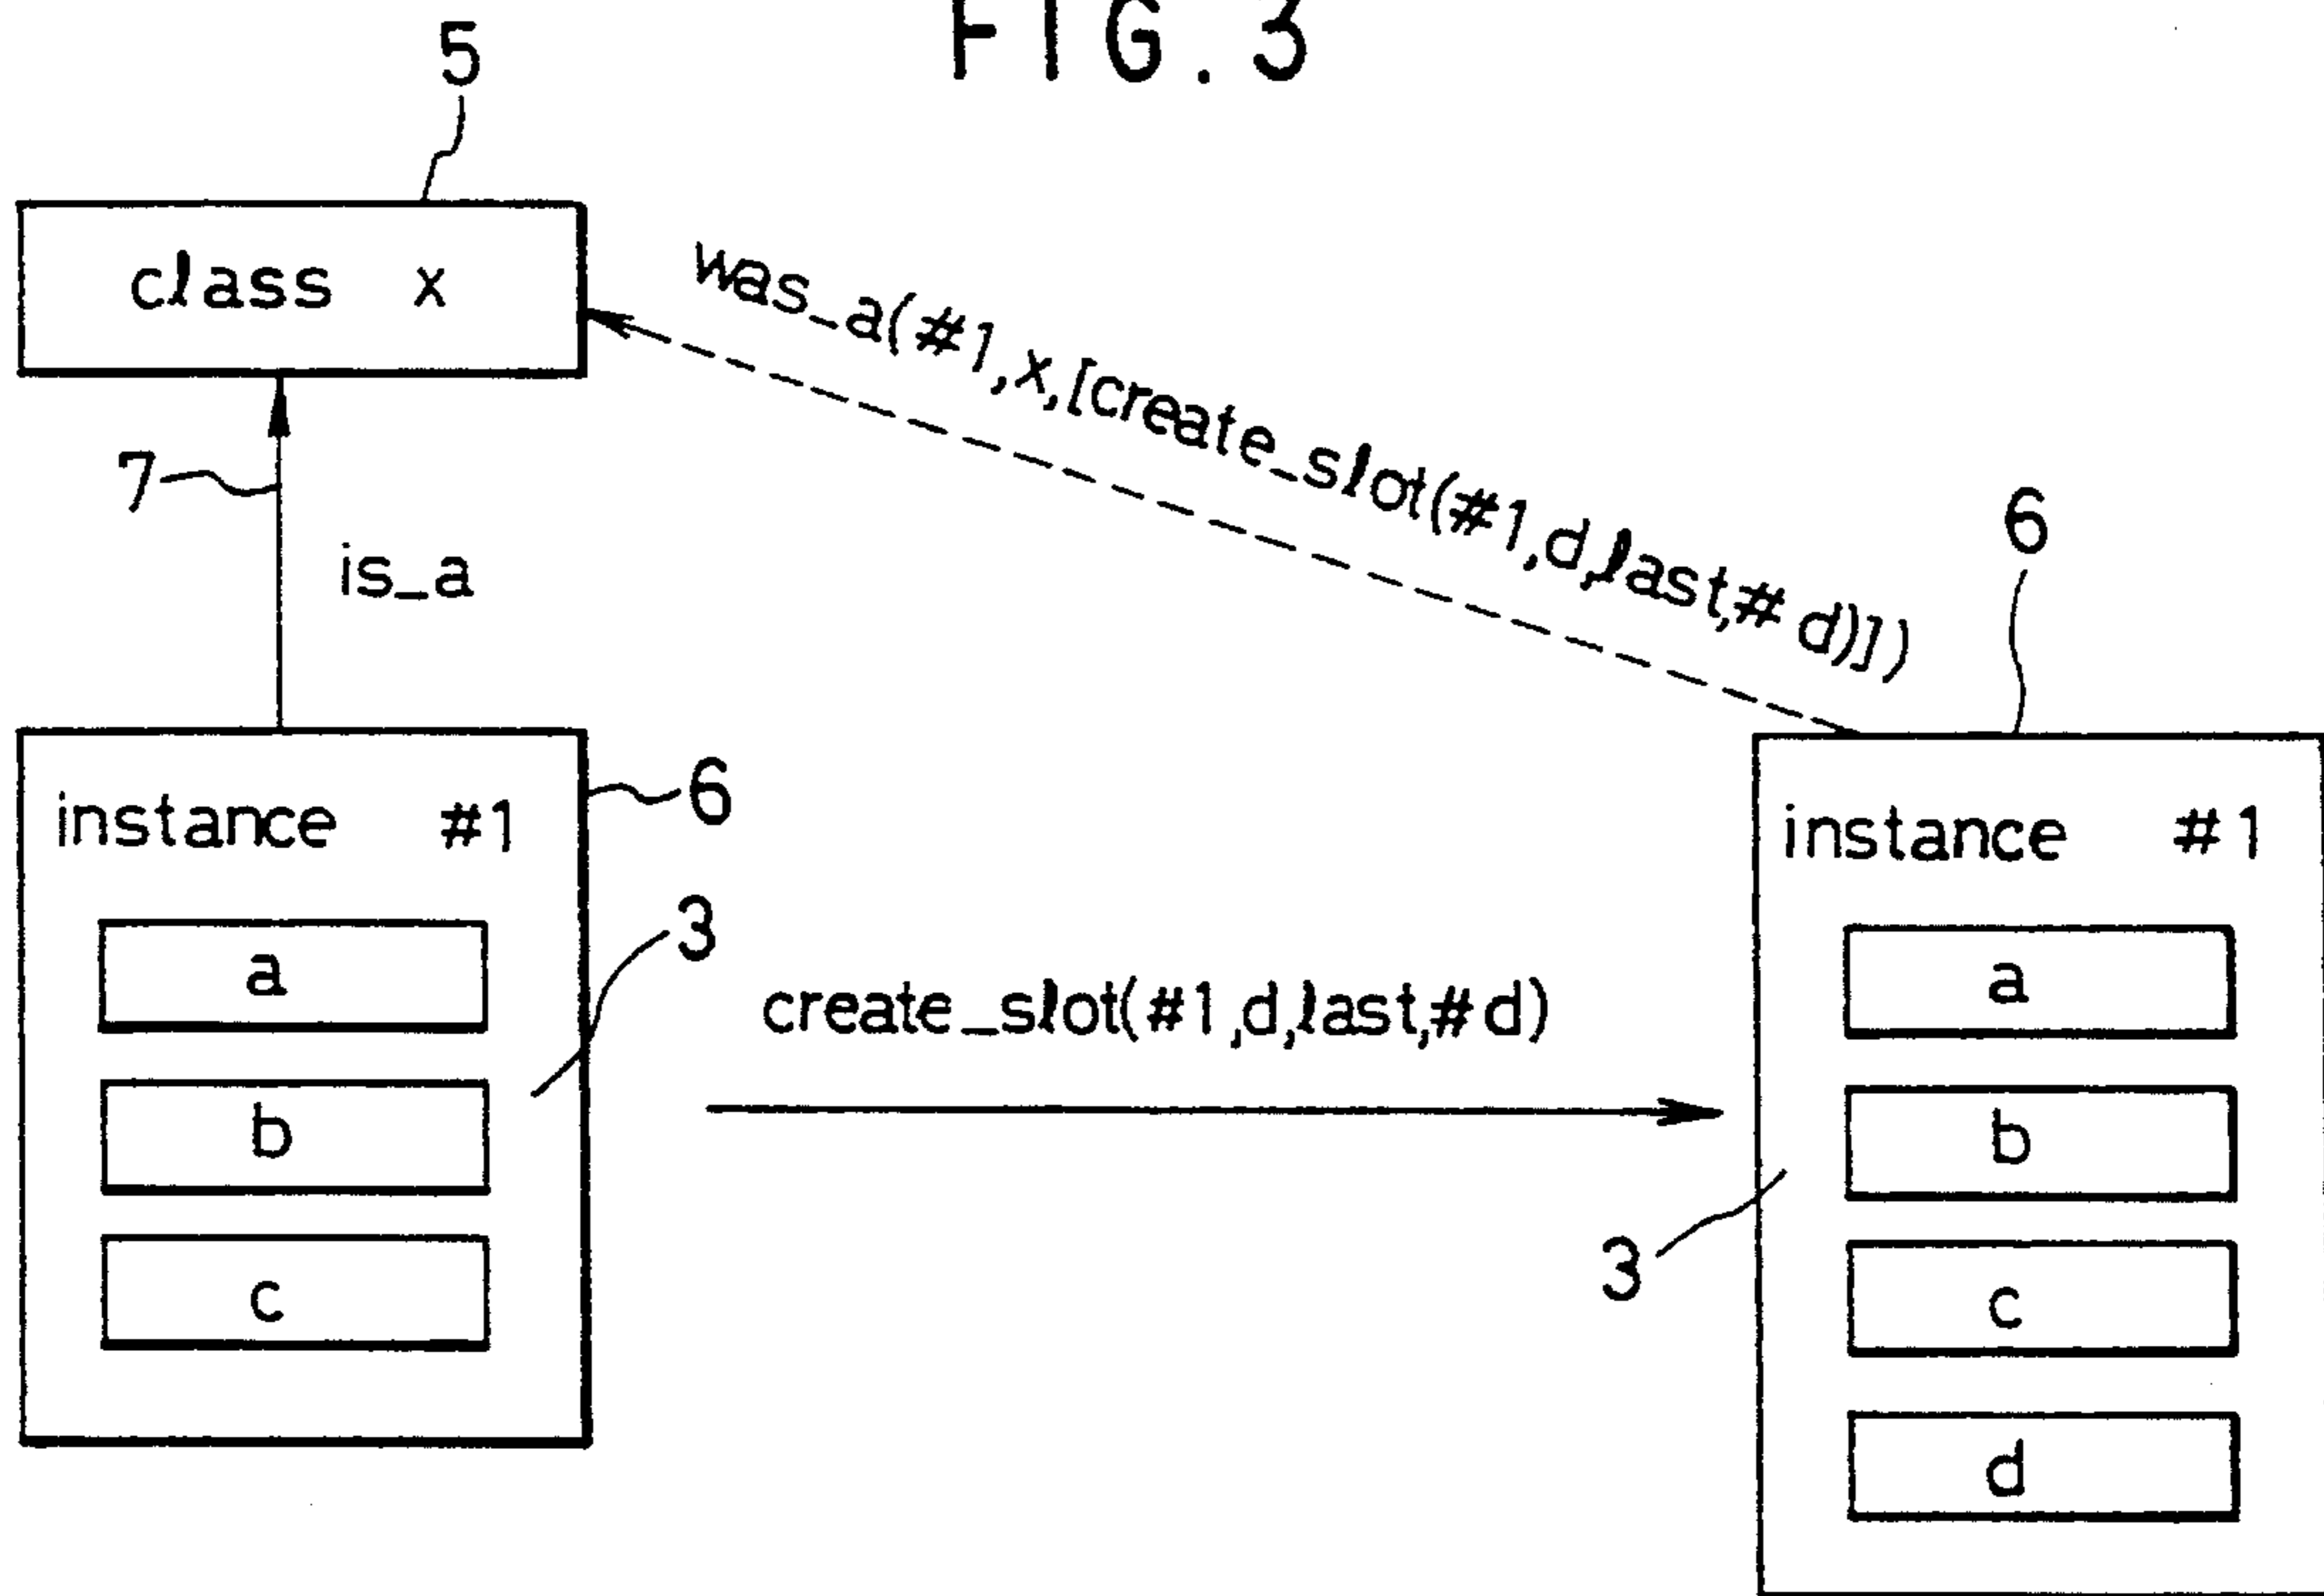 FIG.3
5
class x
was_a(#1,x,[create_slot(#1,d,last,#d)])
7
is_a
6
instance #1
6
3
a
b
c
create_slot(#1,d,last,#d)
instance #1
3
a
b
c
d